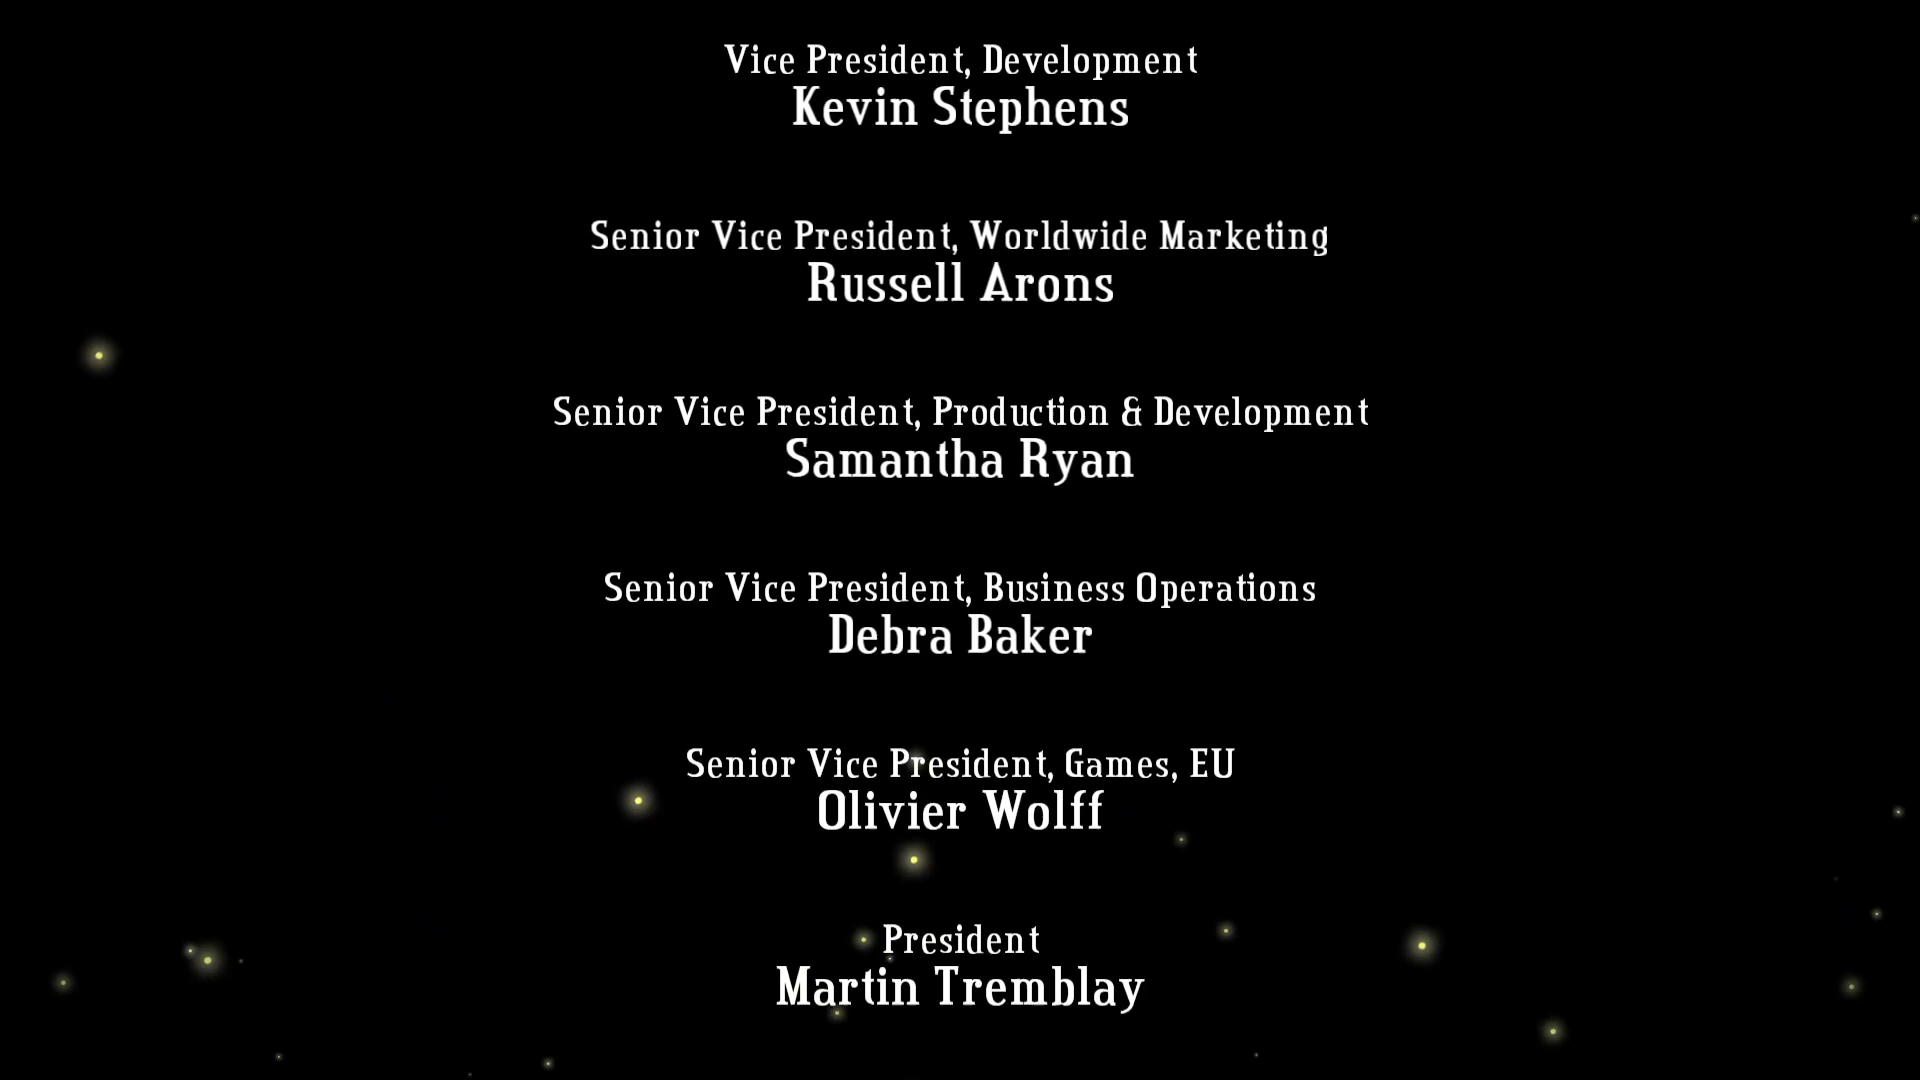 Vice President, Development
Kevin Stephens
Senior Vice President, Worldwide Marketing
Russell Arons
Senior Vice President, Production & Development
Samantha Ryan
Senior Vice President, Business Operations
Debra Baker
Senior Vice President, Games, EU
Olivier Wolff
President
Martin Tremblay